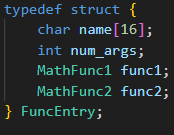 typedef struct {
    char name[16];
    int num_args;
    MathFunc1 func1;
    MathFunc2 func2;
} FuncEntry;